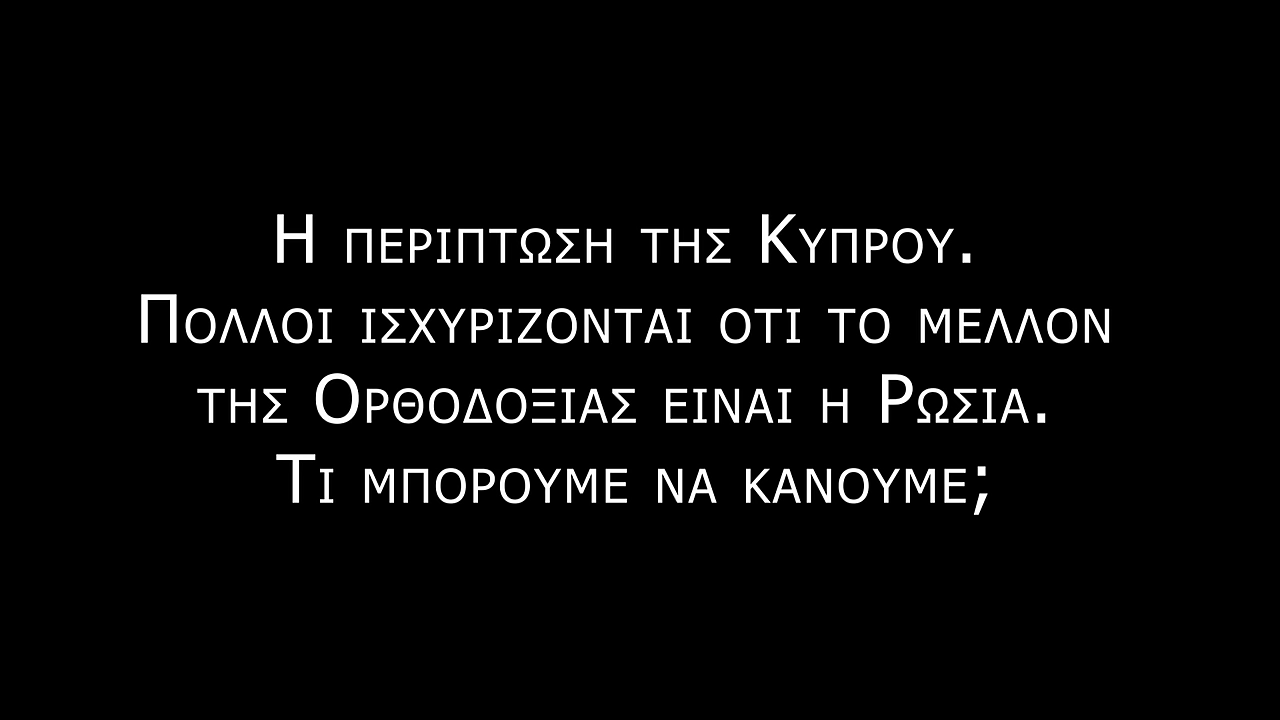 Η ΠΕΡΙΠΤΩΣΗ ΤΗΣ ΚΥΠΡΟΥ.
ΠΟΛΛΟΙ ΙΣΧΥΡΙΖΟΝΤΑΙ ΟΤΙ ΤΟ ΜΕΛΛΟΝ
ΤΗΣ ΟΡΘΟΔΟΞΙΑΣ ΕΙΝΑΙ Η ΡΩΣΙΑ.
ΤΙ ΜΠΟΡΟΥΜΕ ΝΑ ΚΑΝΟΥΜΕ;